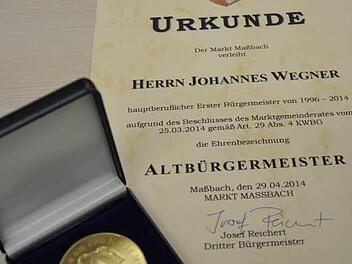 URKUNDE
Der Markt Maßbach
verleiht
HERRN JOHANNES WEGNER
hauptberuflicher Erster Bürgermeister von 1996 – 2014
aufgrund des Beschlusses des Marktgemeinderates vom
25.03.2014 gemäß Art. 29 Abs. 4 KWBG
die Ehrenbezeichnung
ALTBÜRGERMEISTER
Maßbach, den 29.04.2014
MARKT MASSBACH
Josef Reichert
Josef Reichert
Dritter Bürgermeister